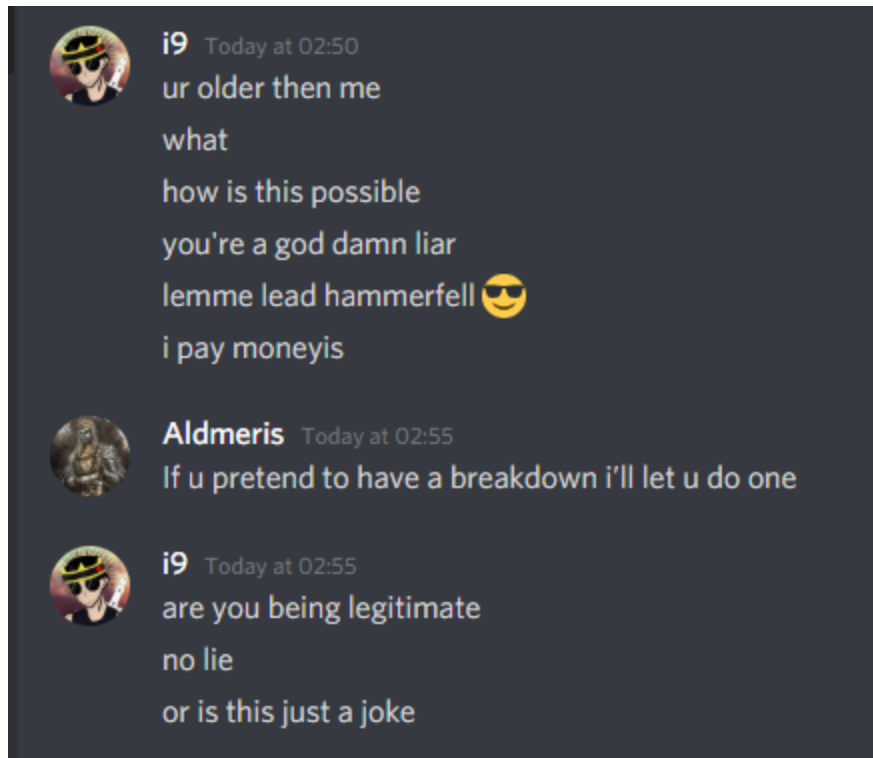 i9 Today at 02:50
ur older then me
what
how is this possible
you're a god damn liar
lemme lead hammerfell 😎
i pay moneyis
Aldmeris Today at 02:55
If u pretend to have a breakdown i’ll let u do one
i9 Today at 02:55
are you being legitimate
no lie
or is this just a joke